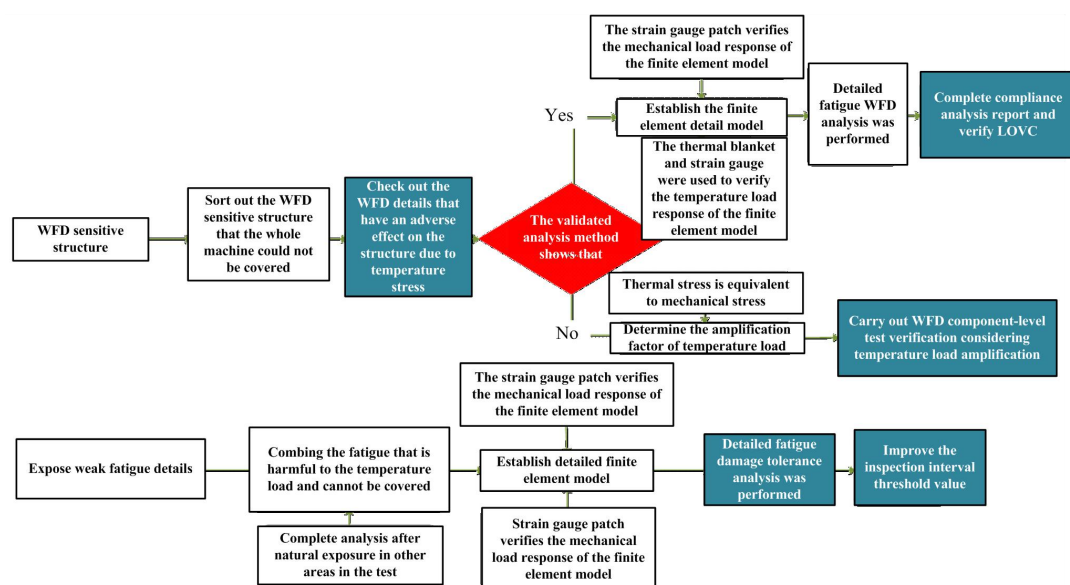 The strain gauge patch verifies
the mechanical load response of
the finite element model
Yes
Establish the finite
element detail model
Detailed
fatigue WFD
analysis was
performed
Complete compliance
analysis report and
verify LOVC
The thermal blanket
and strain gauge
were used to verify
the temperature load
response of the finite
element model
WFD sensitive
structure
Sort out the WFD
sensitive structure
that the whole
machine could not
be covered
Check out the
WFD details that
have an adverse
effect on the
structure due to
temperature
stress
The validated
analysis method
shows that
Thermal stress is equivalent
to mechanical stress
No
Determine the amplification
factor of temperature load
Carry out WFD component-level
test verification considering
temperature load amplification
The strain gauge patch verifies
the mechanical load response of
the finite element model
Expose weak fatigue details
Combing the fatigue that is
harmful to the temperature
load and cannot be covered
Establish detailed finite
element model
Detailed fatigue
damage tolerance
analysis was
performed
Improve the
inspection interval
threshold value
Complete analysis after
natural exposure in other
areas in the test
Strain gauge patch
verifies the mechanical
load response of the finite
element model